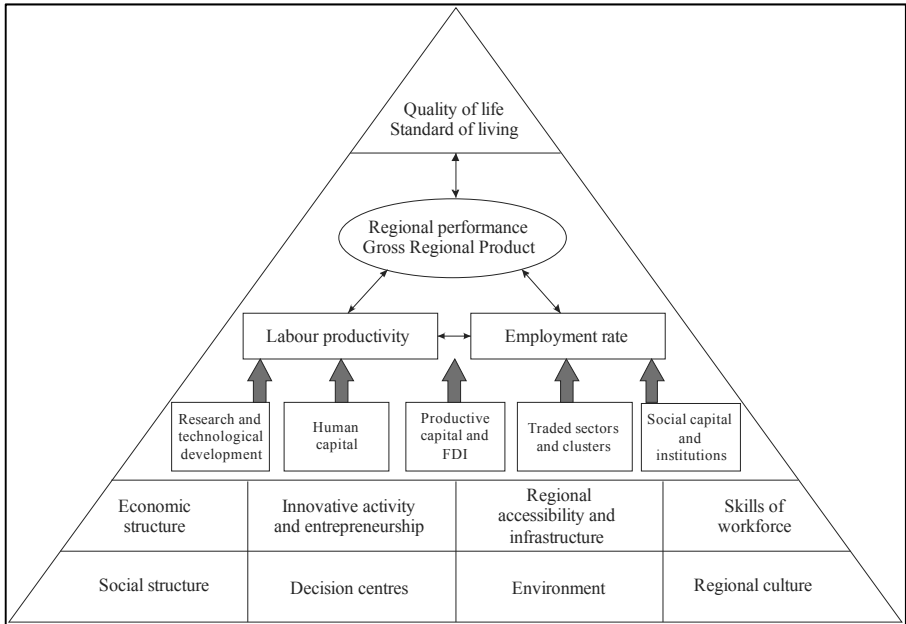 Quality of life
Standard of living
Regional performance
Gross Regional Product
Labour productivity
Employment rate
Research and
technological
development
Human
capital
Productive
capital and
FDI
Traded sectors
and clusters
Social capital
and
institutions
Economic
structure
Innovative activity
and entrepreneurship
Regional
accessibility and
infrastructure
Skills of
workforce
Social structure
Decision centres
Environment
Regional culture